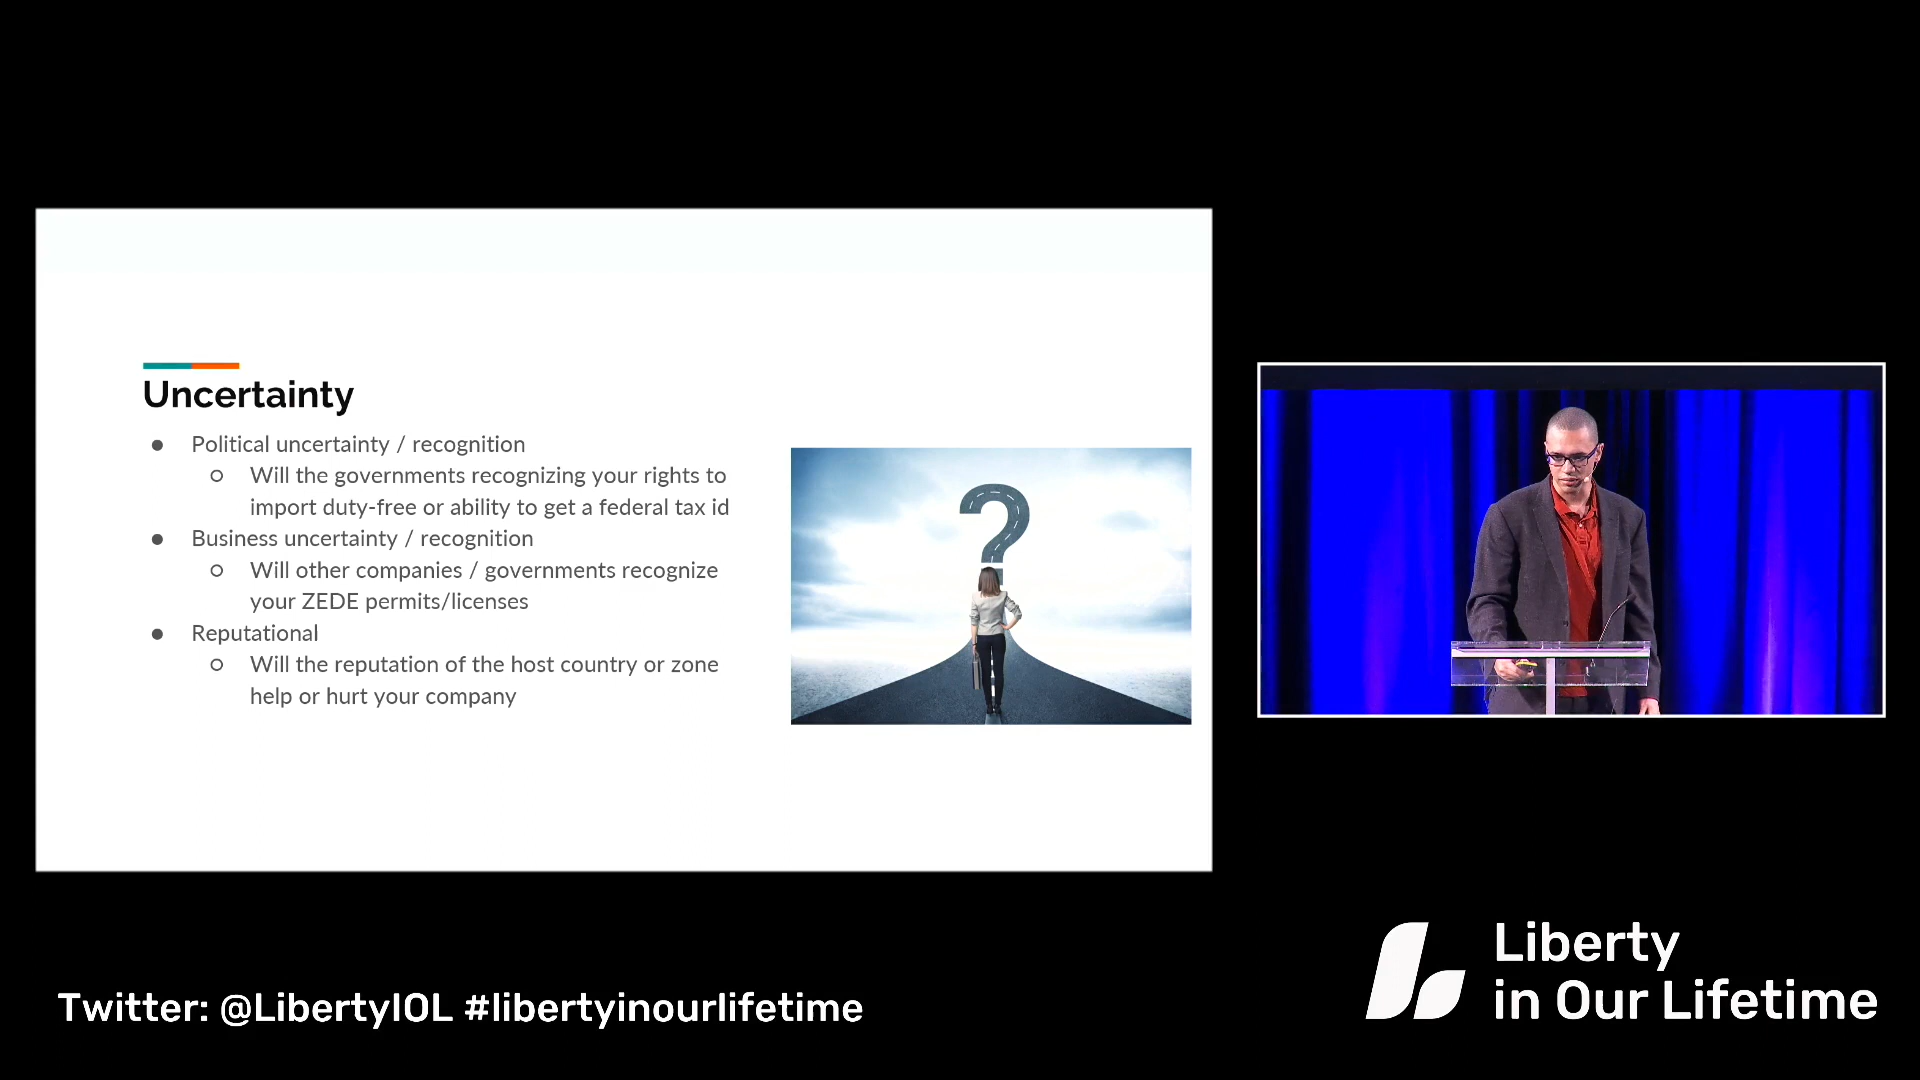 Uncertainty
● Political uncertainty / recognition
○ Will the governments recognizing your rights to
import duty-free or ability to get a federal tax id
● Business uncertainty / recognition
○ Will other companies / governments recognize
your ZEDE permits/licenses
● Reputational
○ Will the reputation of the host country or zone
help or hurt your company
?
Twitter: @LibertyIOL #libertyinourlifetime
Liberty
in Our Lifetime